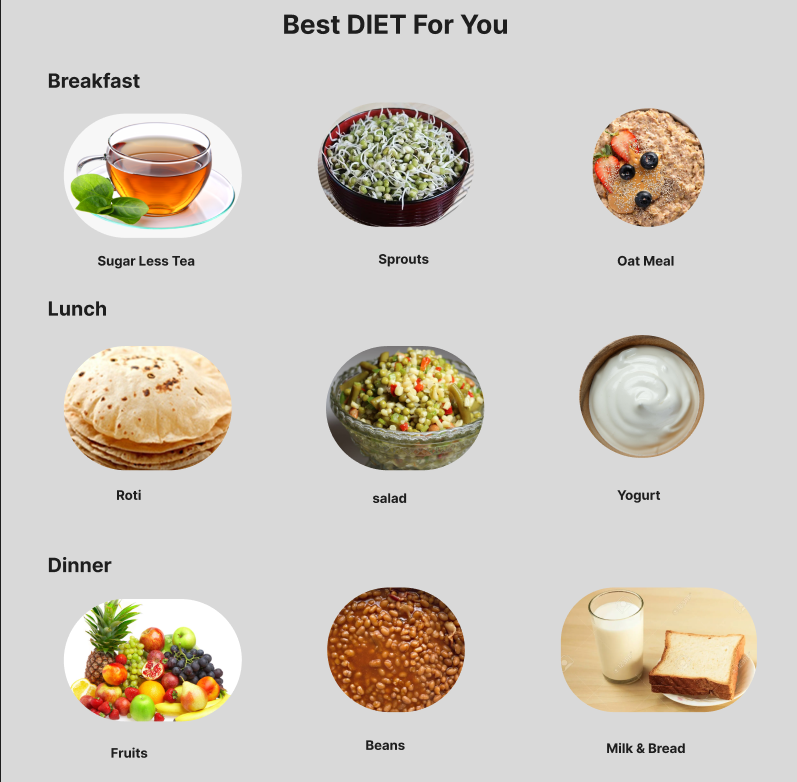 Best DIET For You
Breakfast
Sugar Less Tea
Sprouts
Oat Meal
Lunch
Roti
salad
Yogurt
Dinner
Fruits
Beans
Milk & Bread